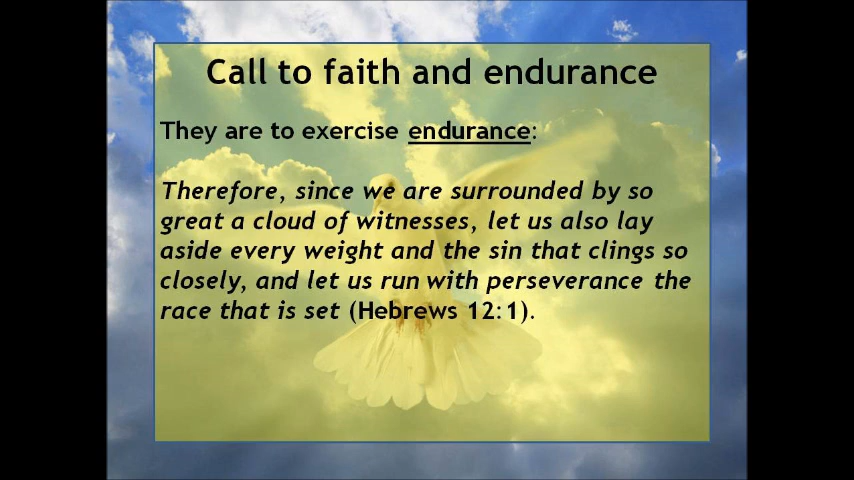 Call to faith and endurance
They are to exercise endurance:
Therefore, since we are surrounded by so
great a cloud of witnesses, let us also lay
aside every weight and the sin that clings so
closely, and let us run with perseverance the
race that is set (Hebrews 12:1).